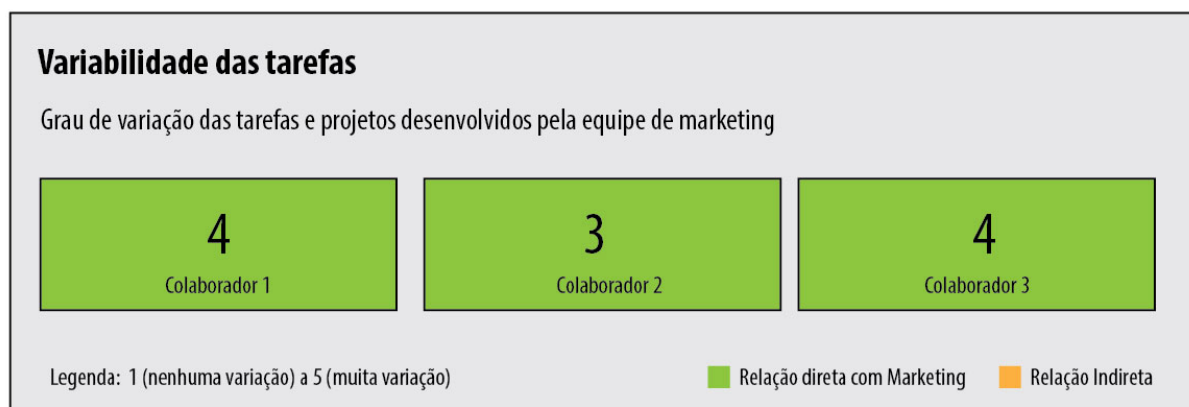 Variabilidade das tarefas
Grau de variação das tarefas e projetos desenvolvidos pela equipe de marketing
4
Colaborador 1
3
Colaborador 2
4
Colaborador 3
Legenda: 1 (nenhuma variação) a 5 (muita variação)
Relação direta com Marketing
Relação Indireta